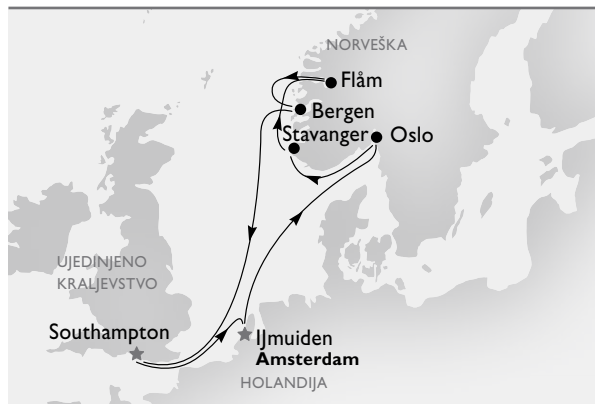 NORVEŠKA
Flåm
Bergen
Stavanger
Oslo
UJEDINJENO
KRALJEVSTVO
Southampton
IJmuiden
Amsterdam
HOLANDIJA